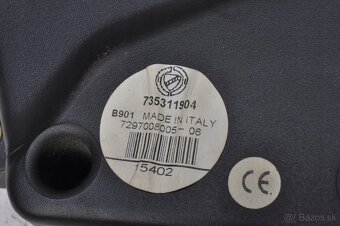 735311904
B901 MADE IN ITALY
7297008005-06
15402
CE
Bazos.sk